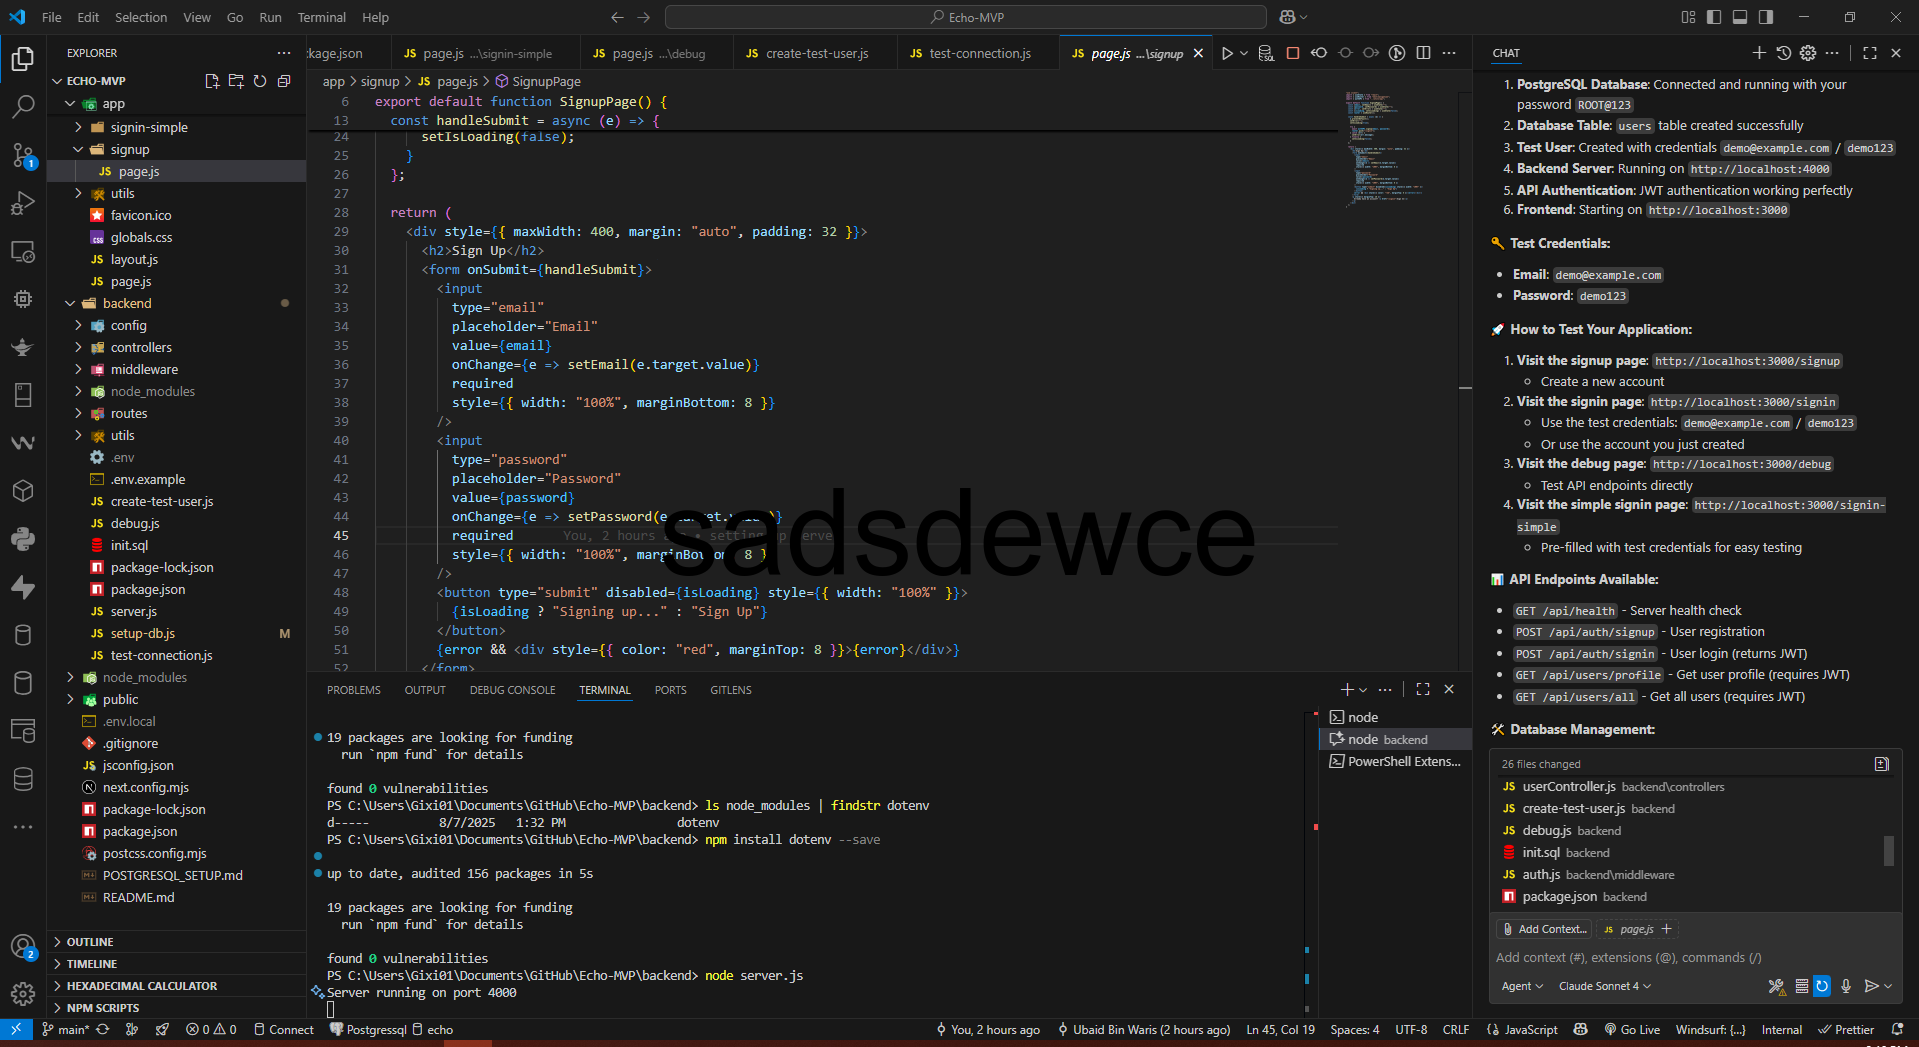 File Edit Selection View Go Run Terminal Help
Echo-MVP
EXPLORER
ECHO-MVP
app
signin-simple
signup
JS page.js
utils
favicon.ico
globals.css
JS layout.js
JS page.js
backend
config
controllers
middleware
node_modules
routes
utils
.env
.env.example
JS create-test-user.js
JS debug.js
init.sql
package-lock.json
package.json
JS server.js
JS setup-db.js M
JS test-connection.js
node_modules
public
.env.local
.gitignore
JS jsconfig.json
next.config.mjs
package-lock.json
package.json
postcss.config.mjs
POSTGRESQL_SETUP.md
README.md
OUTLINE
TIMELINE
HEXADECIMAL CALCULATOR
NPM SCRIPTS
kage.json JS page.js ...\signin-simple JS page.js ...\debug JS create-test-user.js JS test-connection.js JS page.js ...\signup
app > signup > JS page.js > SignupPage
6 export default function SignupPage() {
13 const handleSubmit = async (e) => {
24 setIsLoading(false);
25 }
26 };
27
28 return (
29 <div style={{ maxWidth: 400, margin: "auto", padding: 32 }}>
30 <h2>Sign Up</h2>
31 <form onSubmit={handleSubmit}>
32 <input
33 type="email"
34 placeholder="Email"
35 value={email}
36 onChange={e => setEmail(e.target.value)}
37 required
38 style={{ width: "100%", marginBottom: 8 }}
39 />
40 <input
41 type="password"
42 placeholder="Password"
43 value={password}
44 onChange={e => setPassword(e.target.value)}
45 required You, 2 hours
46 style={{ width: "100%", marginBottom: 8 }
47 />
48 <button type="submit" disabled={isLoading} style={{ width: "100%" }}>
49 {isLoading ? "Signing up..." : "Sign Up"}
50 </button>
51 {error && <div style={{ color: "red", marginTop: 8 }}>{error}</div>}
52 </form>
sadsdewce
PROBLEMS OUTPUT DEBUG CONSOLE TERMINAL PORTS GITLENS
19 packages are looking for funding
run `npm fund` for details
found 0 vulnerabilities
PS C:\Users\Gixi01\Documents\GitHub\Echo-MVP\backend> ls node_modules | findstr dotenv
d----- 8/7/2025 1:32 PM dotenv
PS C:\Users\Gixi01\Documents\GitHub\Echo-MVP\backend> npm install dotenv --save
up to date, audited 156 packages in 5s
19 packages are looking for funding
run `npm fund` for details
found 0 vulnerabilities
PS C:\Users\Gixi01\Documents\GitHub\Echo-MVP\backend> node server.js
Server running on port 4000
node
node backend
PowerShell Extens...
CHAT
1. PostgreSQL Database: Connected and running with your
password ROOT@123
2. Database Table: users table created successfully
3. Test User: Created with credentials demo@example.com / demo123
4. Backend Server: Running on http://localhost:4000
5. API Authentication: JWT authentication working perfectly
6. Frontend: Starting on http://localhost:3000
Test Credentials:
• Email: demo@example.com
• Password: demo123
How to Test Your Application:
1. Visit the signup page: http://localhost:3000/signup
Create a new account
2. Visit the signin page: http://localhost:3000/signin
Use the test credentials: demo@example.com / demo123
Or use the account you just created
3. Visit the debug page: http://localhost:3000/debug
Test API endpoints directly
4. Visit the simple signin page: http://localhost:3000/signin-
simple
Pre-filled with test credentials for easy testing
API Endpoints Available:
• GET /api/health - Server health check
• POST /api/auth/signup - User registration
• POST /api/auth/signin - User login (returns JWT)
• GET /api/users/profile - Get user profile (requires JWT)
• GET /api/users/all - Get all users (requires JWT)
Database Management:
26 files changed
JS userController.js backend\controllers
JS create-test-user.js backend
JS debug.js backend
init.sql backend
JS auth.js backend\middleware
package.json backend
Add Context... JS page.js +
Add context (#), extensions (@), commands (/)
Agent Claude Sonnet 4
main* 0 0 Connect Postgressql echo You, 2 hours ago Ubaid Bin Waris (2 hours ago) Ln 45, Col 19 Spaces: 4 UTF-8 CRLF JavaScript Go Live Windsurf: {...} Internal Prettier